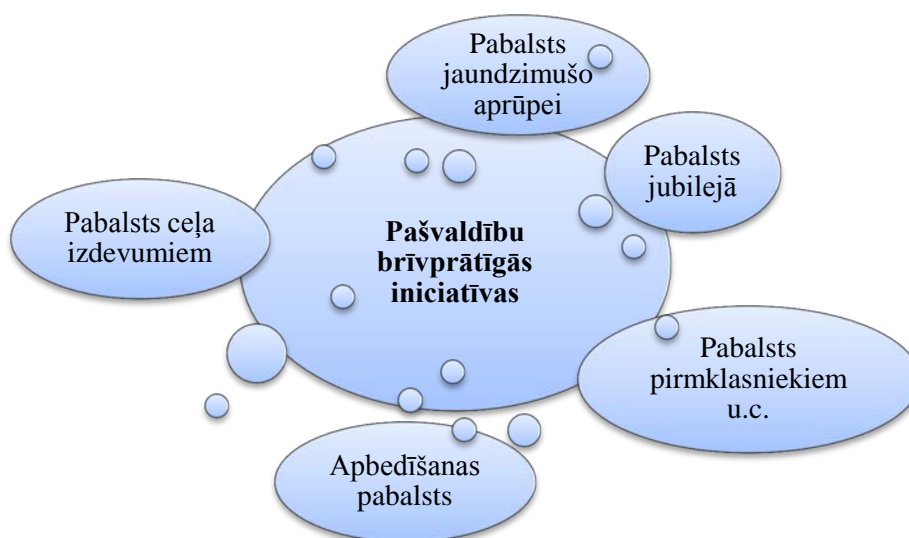 Pabalsts
jaundzimušo
aprūpei
Pabalsts
jubilejā
Pabalsts ceļa
izdevumiem
Pašvaldību
brīvprātīgās
iniciatīvas
Pabalsts
pirmklasniekiem
u.c.
Apbedīšanas
pabalsts